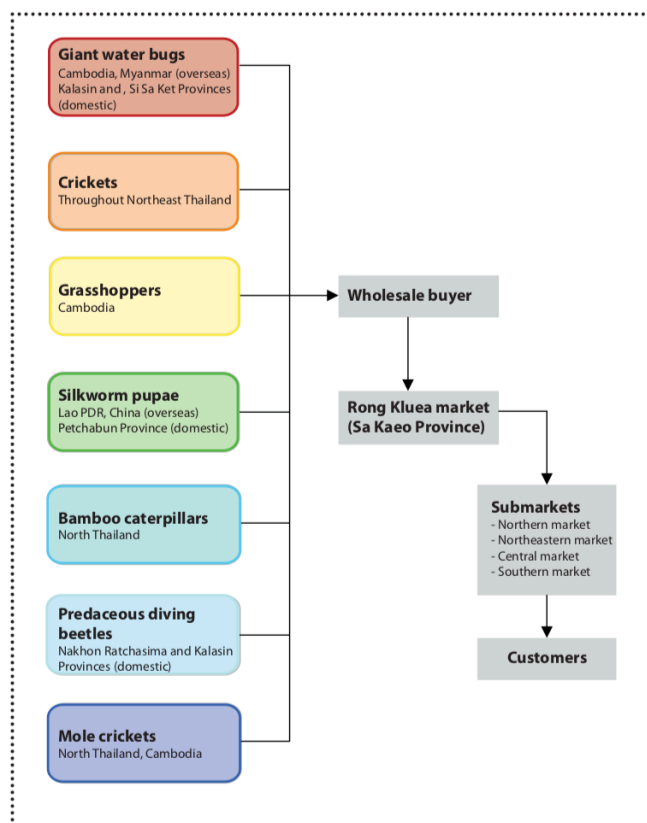 Giant water bugs
Cambodia, Myanmar (overseas)
Kalasin and , Si Sa Ket Provinces
(domestic)
Crickets
Throughout Northeast Thailand
Grasshoppers
Cambodia
Silkworm pupae
Lao PDR, China (overseas)
Petchabun Province (domestic)
Bamboo caterpillars
North Thailand
Predaceous diving
beetles
Nakhon Ratchasima and Kalasin
Provinces (domestic)
Mole crickets
North Thailand, Cambodia
Wholesale buyer
Rong Kluea market
(Sa Kaeo Province)
Submarkets
- Northern market
- Northeastern market
- Central market
- Southern market
Customers